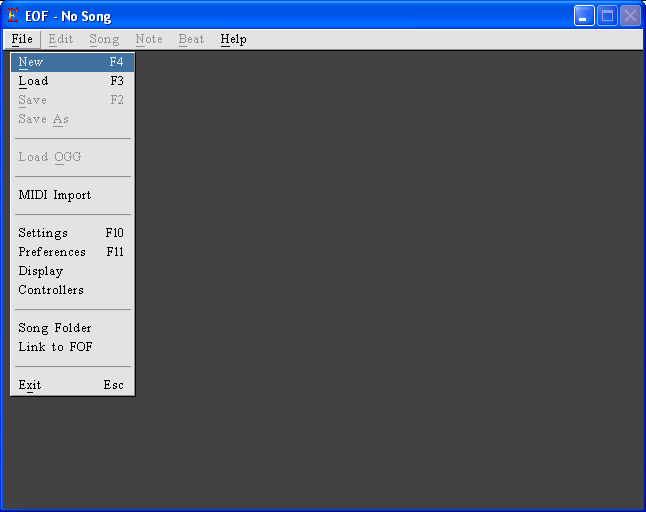 EOF - No Song
File Edit Song Note Beat Help
New F4
Load F3
Save F2
Save As
Load OGG
MIDI Import
Settings F10
Preferences F11
Display
Controllers
Song Folder
Link to FOF
Exit Esc